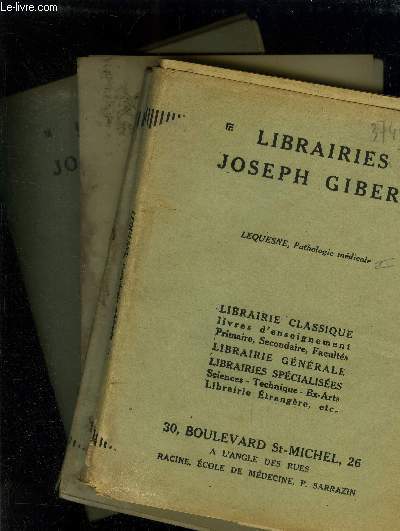 Le-Livre.com
LIBRAIRIES
JOSEPH GIBER
LEQUESNE, Pathologie médicale I
LIBRAIRIE CLASSIQUE
livres d'enseignement
Primaire, Secondaire, Facultés
LIBRAIRIE GÉNÉRALE
LIBRAIRIES SPÉCIALISÉES
Sciences - Technique - Bx-Arts
Librairie Étrangère, etc.
30, BOULEVARD St-MICHEL, 26
A L'ANGLE DES RUES
RACINE, ÉCOLE DE MÉDECINE, P. SARRAZIN